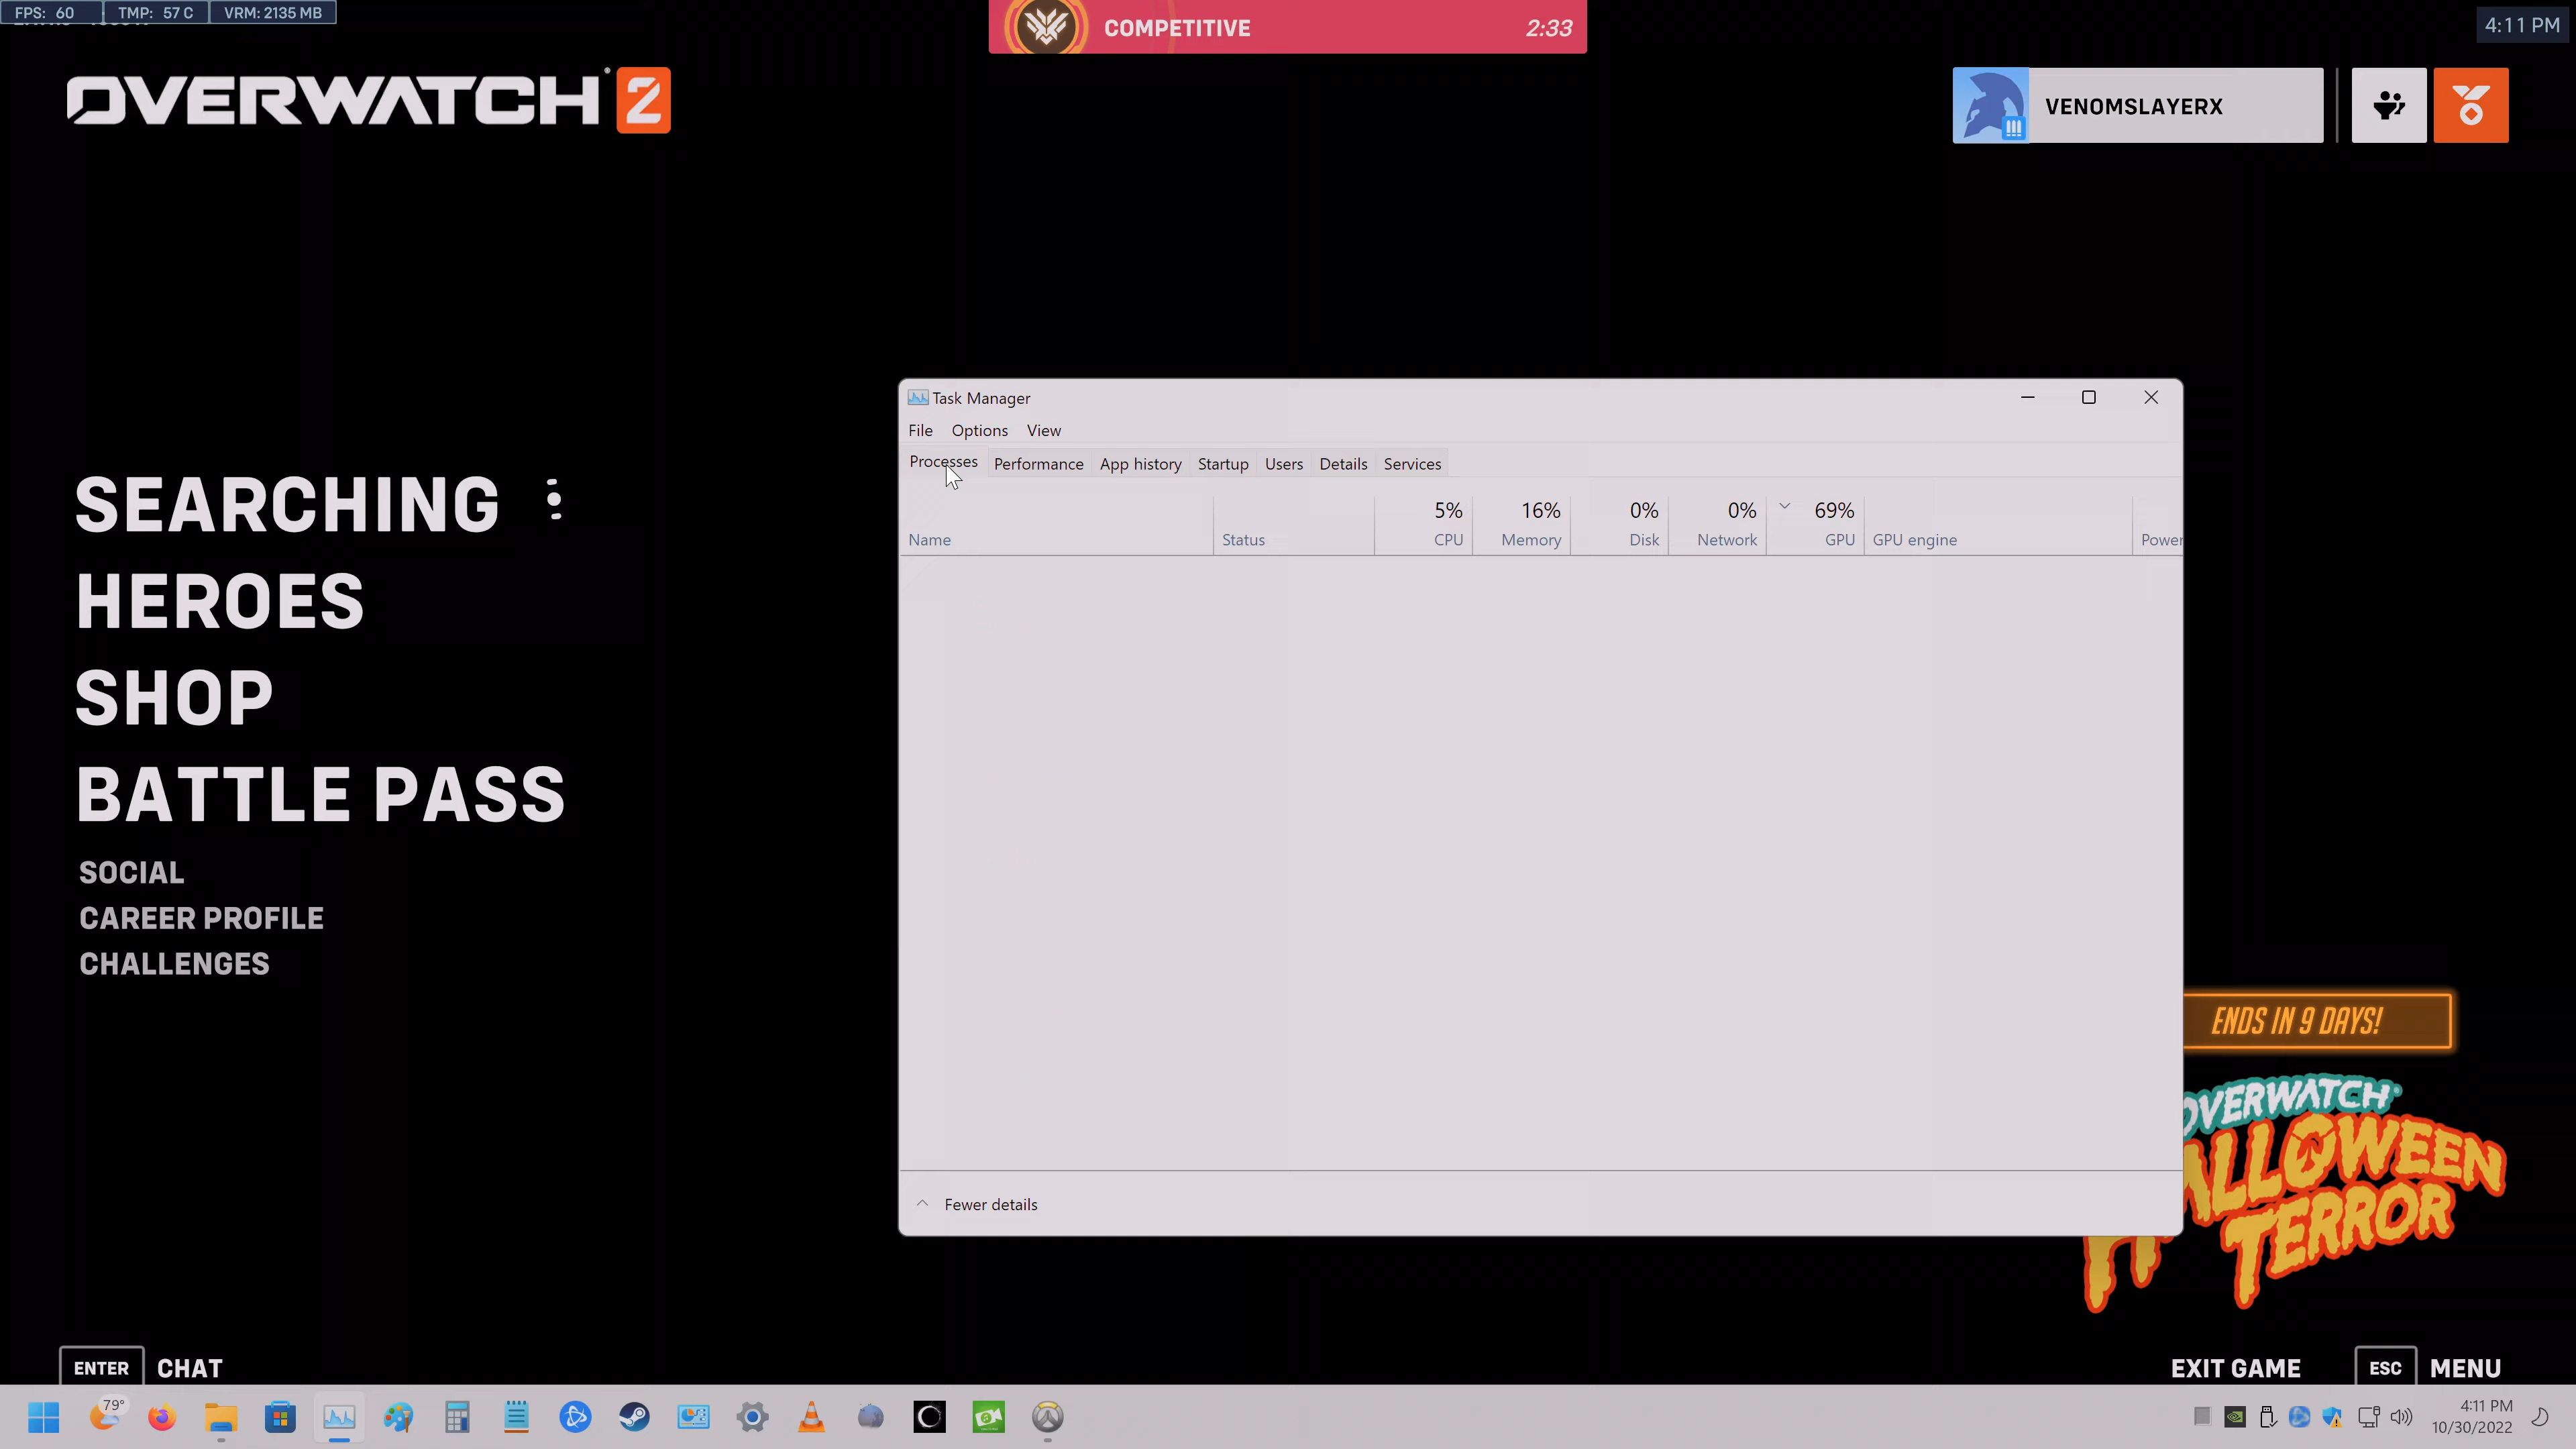 FPS: 60 TMP: 57 C VRM: 2135 MB
COMPETITIVE 2:33
4:11 PM
OVERWATCH 2
VENOMSLAYERX
Task Manager
File Options View
Processes Performance App history Startup Users Details Services
5% 16% 0% 0% 69%
Name Status CPU Memory Disk Network GPU GPU engine Power
SEARCHING
HEROES
SHOP
BATTLE PASS
SOCIAL
CAREER PROFILE
CHALLENGES
Fewer details
ENDS IN 9 DAYS!
OVERWATCH
HALLOWEEN
TERROR
ENTER CHAT
EXIT GAME ESC MENU
79°
4:11 PM
10/30/2022